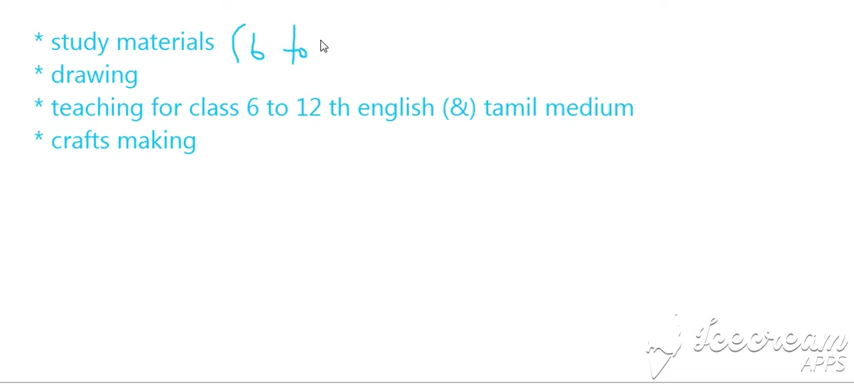 * study materials (6 to
* drawing
* teaching for class 6 to 12 th english (&) tamil medium
* crafts making
Icecream
APPS